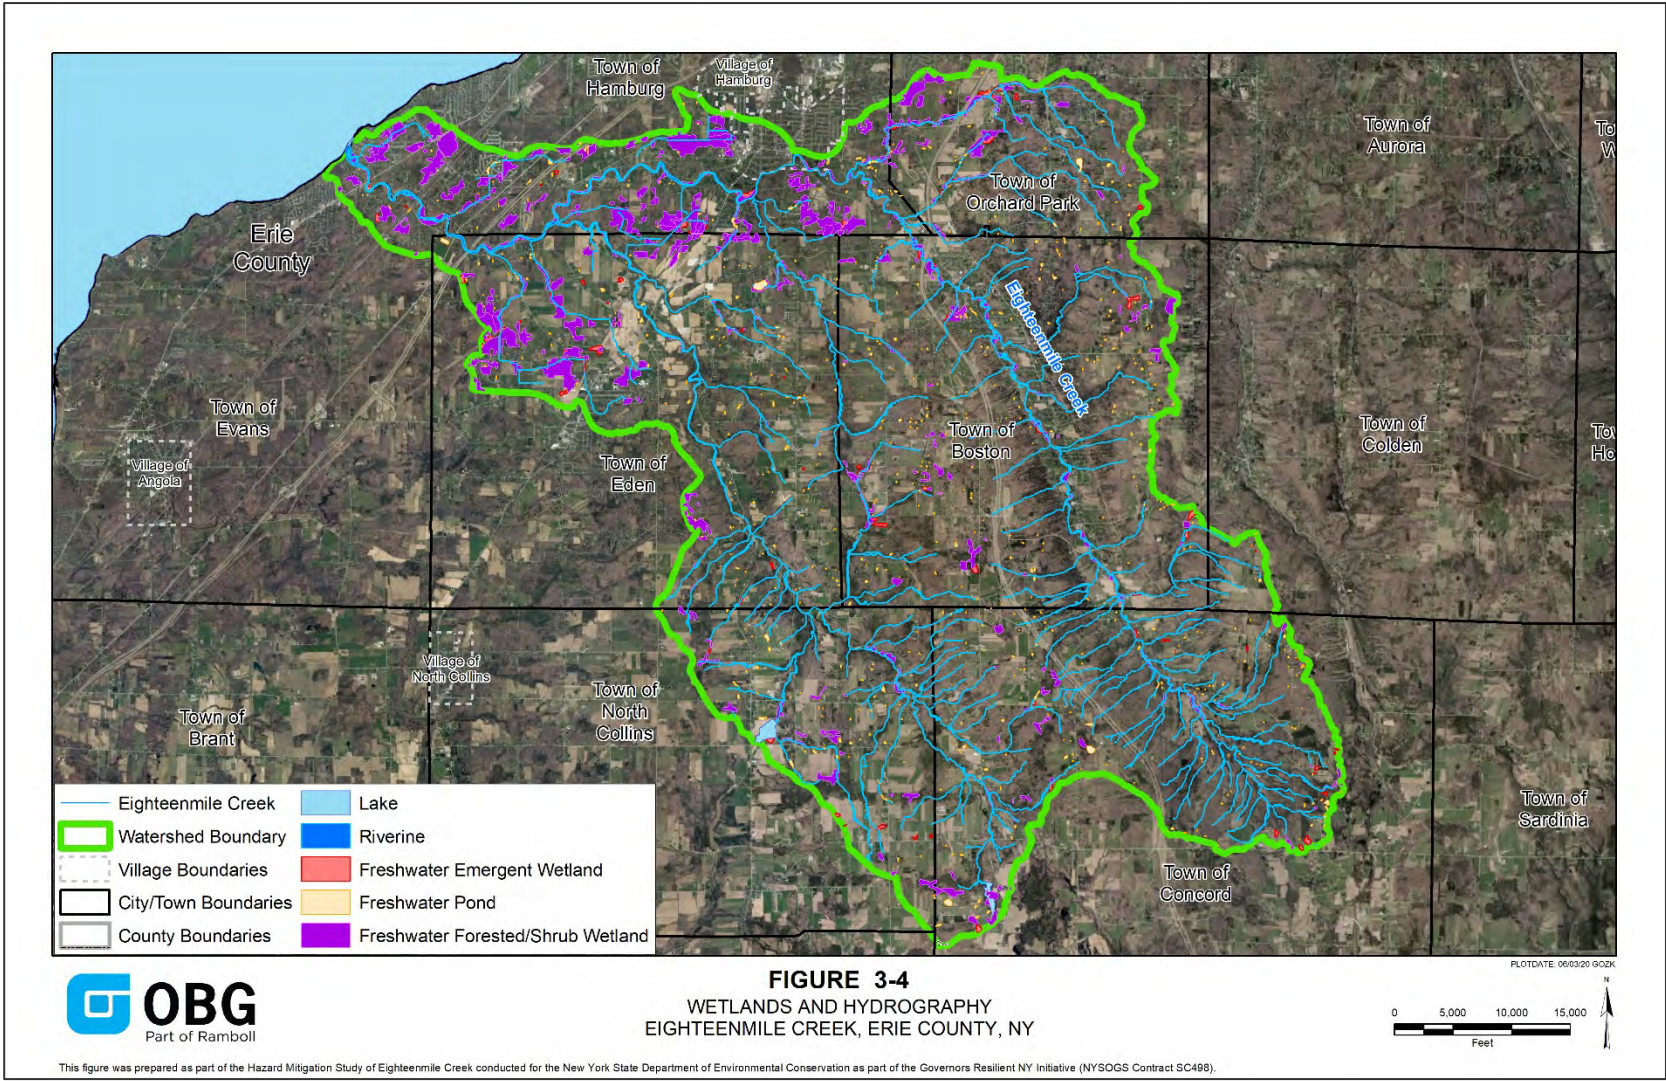 Town of
Hamburg
Village of
Hamburg
Town of
Aurora
To
W
Town of
Orchard Park
Erie
County
Eighteenmile Creek
Town of
Evans
Village of
Angola
Town of
Eden
Town of
Boston
Town of
Colden
To
Ho
Village of
North Collins
Town of
North
Collins
Town of
Brant
Town of
Sardinia
Town of
Concord
Eighteenmile Creek
Watershed Boundary
Village Boundaries
City/Town Boundaries
County Boundaries
Lake
Riverine
Freshwater Emergent Wetland
Freshwater Pond
Freshwater Forested/Shrub Wetland
PLOTDATE: 06/03/20 GOZK
OBG
Part of Ramboll
FIGURE 3-4
WETLANDS AND HYDROGRAPHY
EIGHTEENMILE CREEK, ERIE COUNTY, NY
N
0 5,000 10,000 15,000
Feet
This figure was prepared as part of the Hazard Mitigation Study of Eighteenmile Creek conducted for the New York State Department of Environmental Conservation as part of the Governors Resilient NY Initiative (NYSOGS Contract SC498).